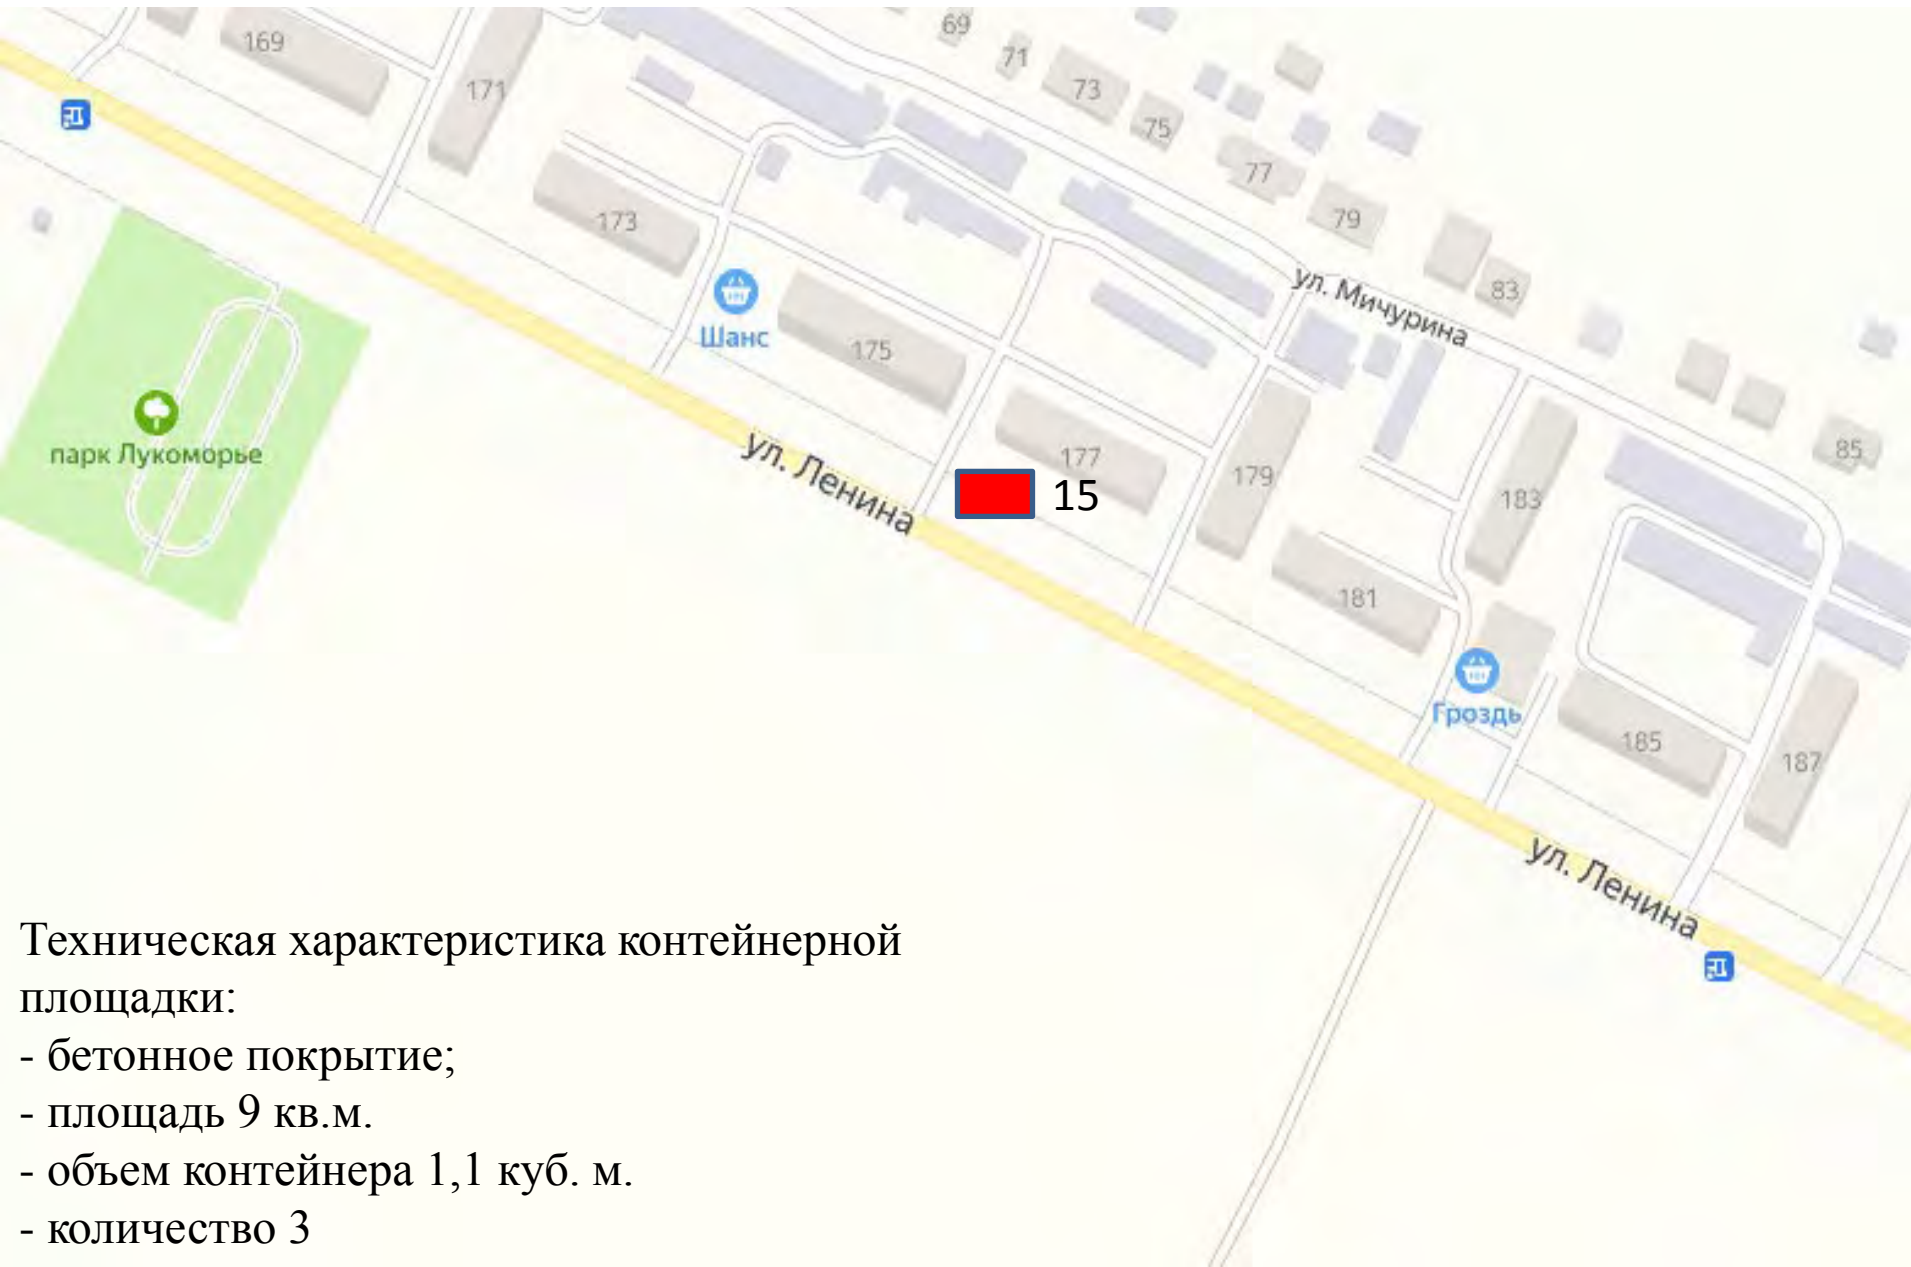 69
169
71
171
73
75
77
173
79
ул. Мичурина
83
Шанс
175
85
парк Лукоморье
ул. Ленина
177
15
179
183
181
Гроздь
185
187
ул. Ленина
Техническая характеристика контейнерной
площадки:
- бетонное покрытие;
- площадь 9 кв.м.
- объем контейнера 1,1 куб. м.
- количество 3